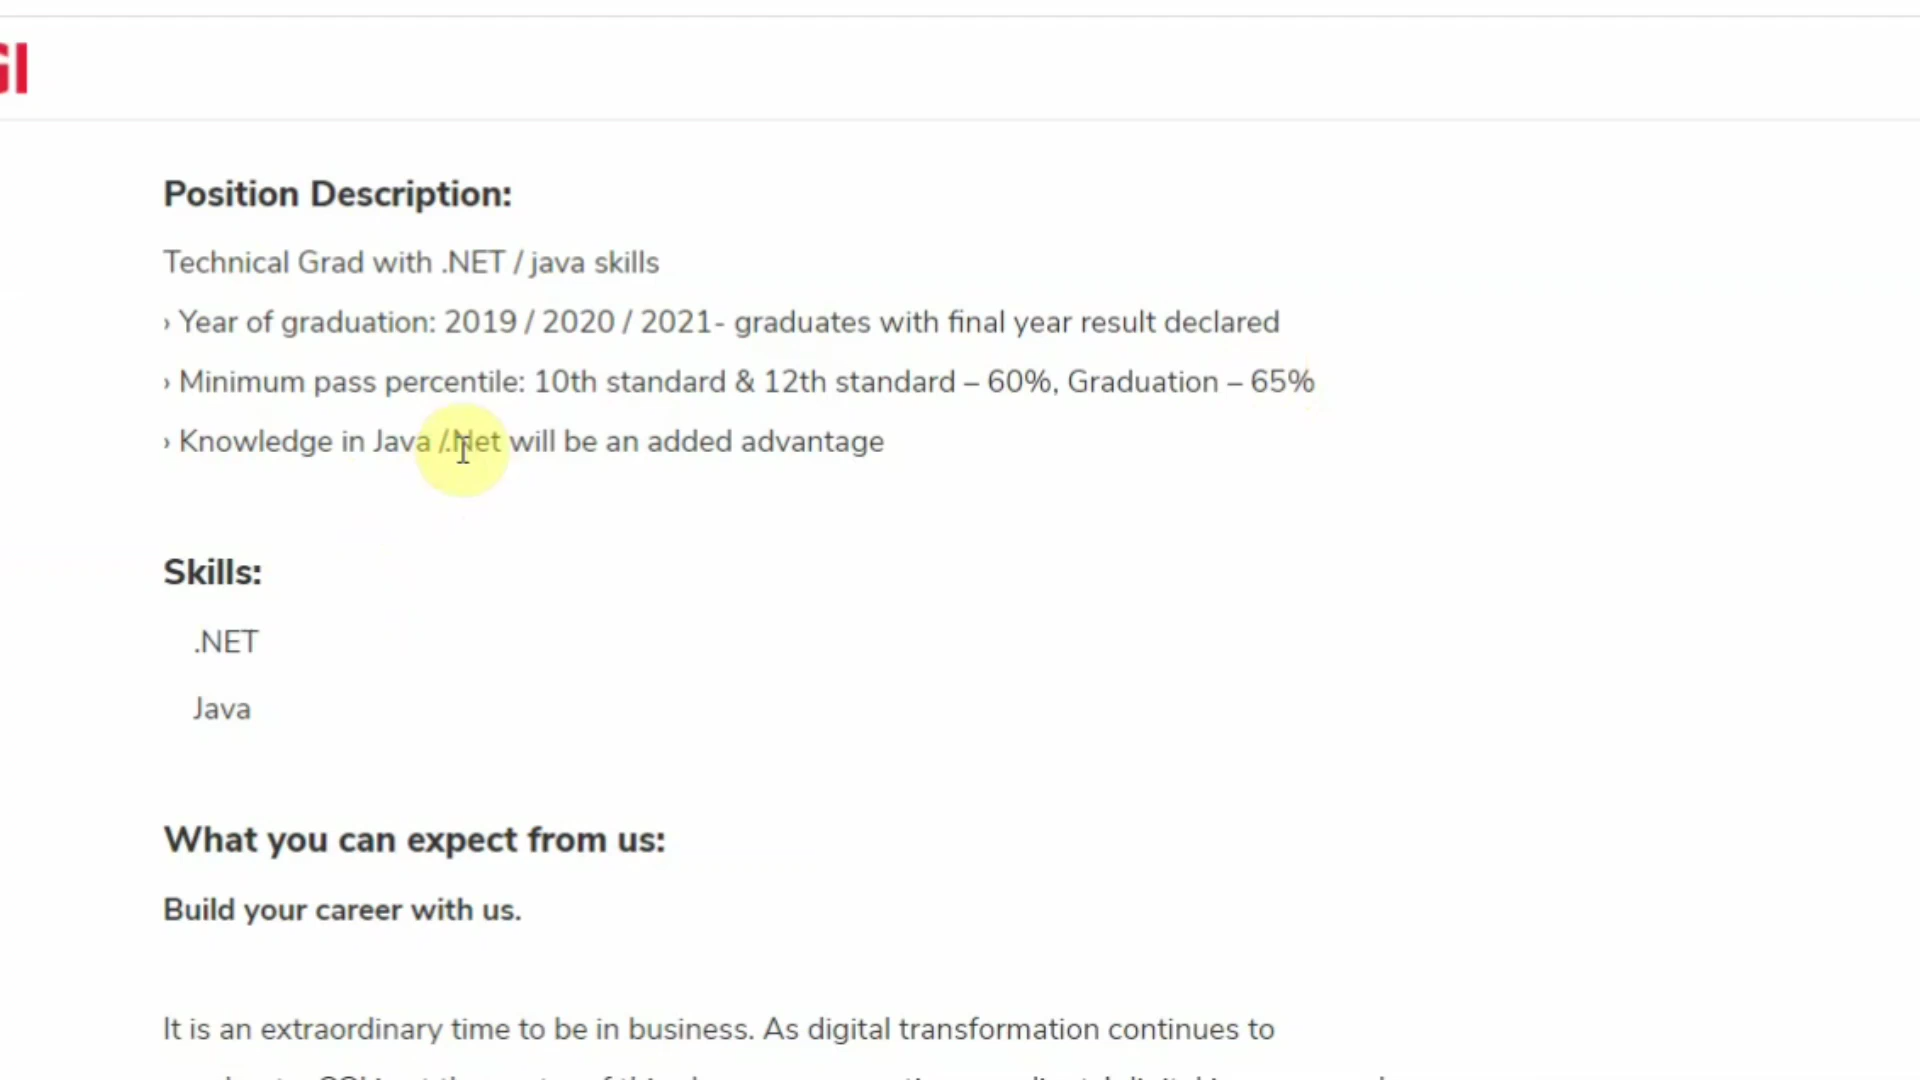 GI
Position Description:
Technical Grad with .NET / java skills
› Year of graduation: 2019 / 2020 / 2021- graduates with final year result declared
› Minimum pass percentile: 10th standard & 12th standard – 60%, Graduation – 65%
› Knowledge in Java /.Net will be an added advantage
Skills:
.NET
Java
What you can expect from us:
Build your career with us.
It is an extraordinary time to be in business. As digital transformation continues to